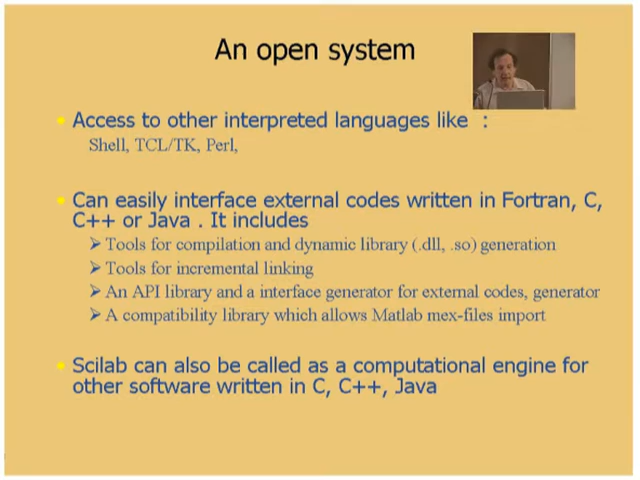 An open system
Access to other interpreted languages like :
Shell, TCL/TK, Perl,
Can easily interface external codes written in Fortran, C,
C++ or Java . It includes
Tools for compilation and dynamic library (.dll, .so) generation
Tools for incremental linking
An API library and a interface generator for external codes, generator
A compatibility library which allows Matlab mex-files import
Scilab can also be called as a computational engine for
other software written in C, C++, Java